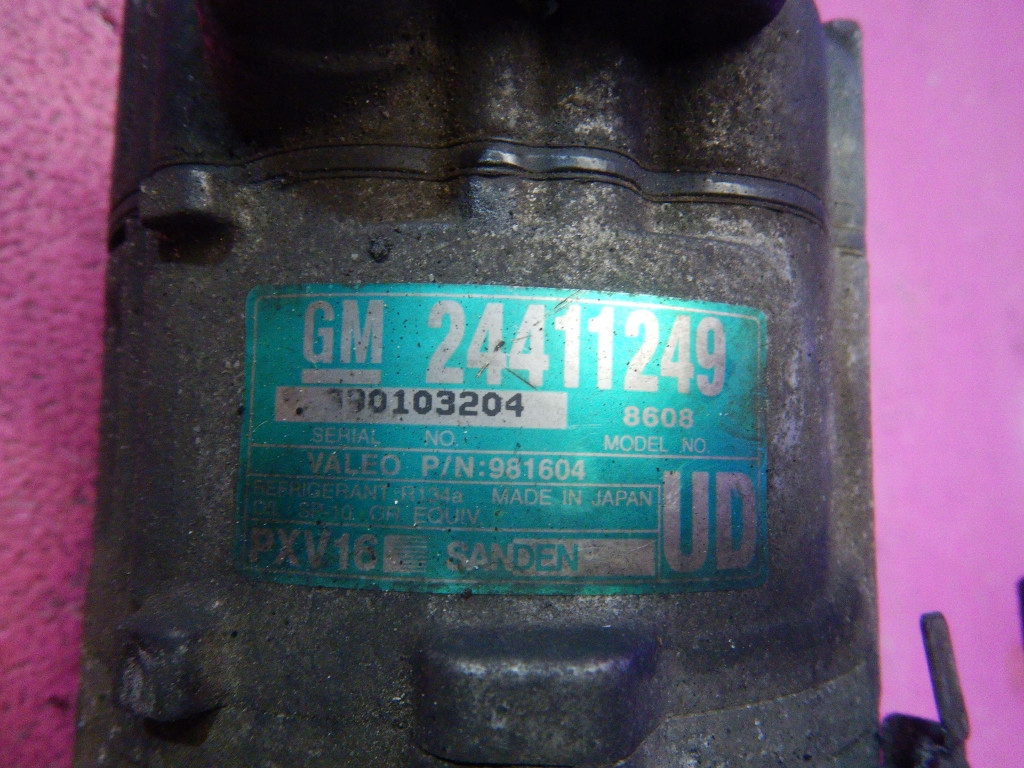 GM 24411249
90103204 8608
SERIAL NO. MODEL NO.
VALEO P/N:981604
REFRIGERANT R134a MADE IN JAPAN
OIL SP-10 OR EQUIV.
PXV16 SANDEN
UD